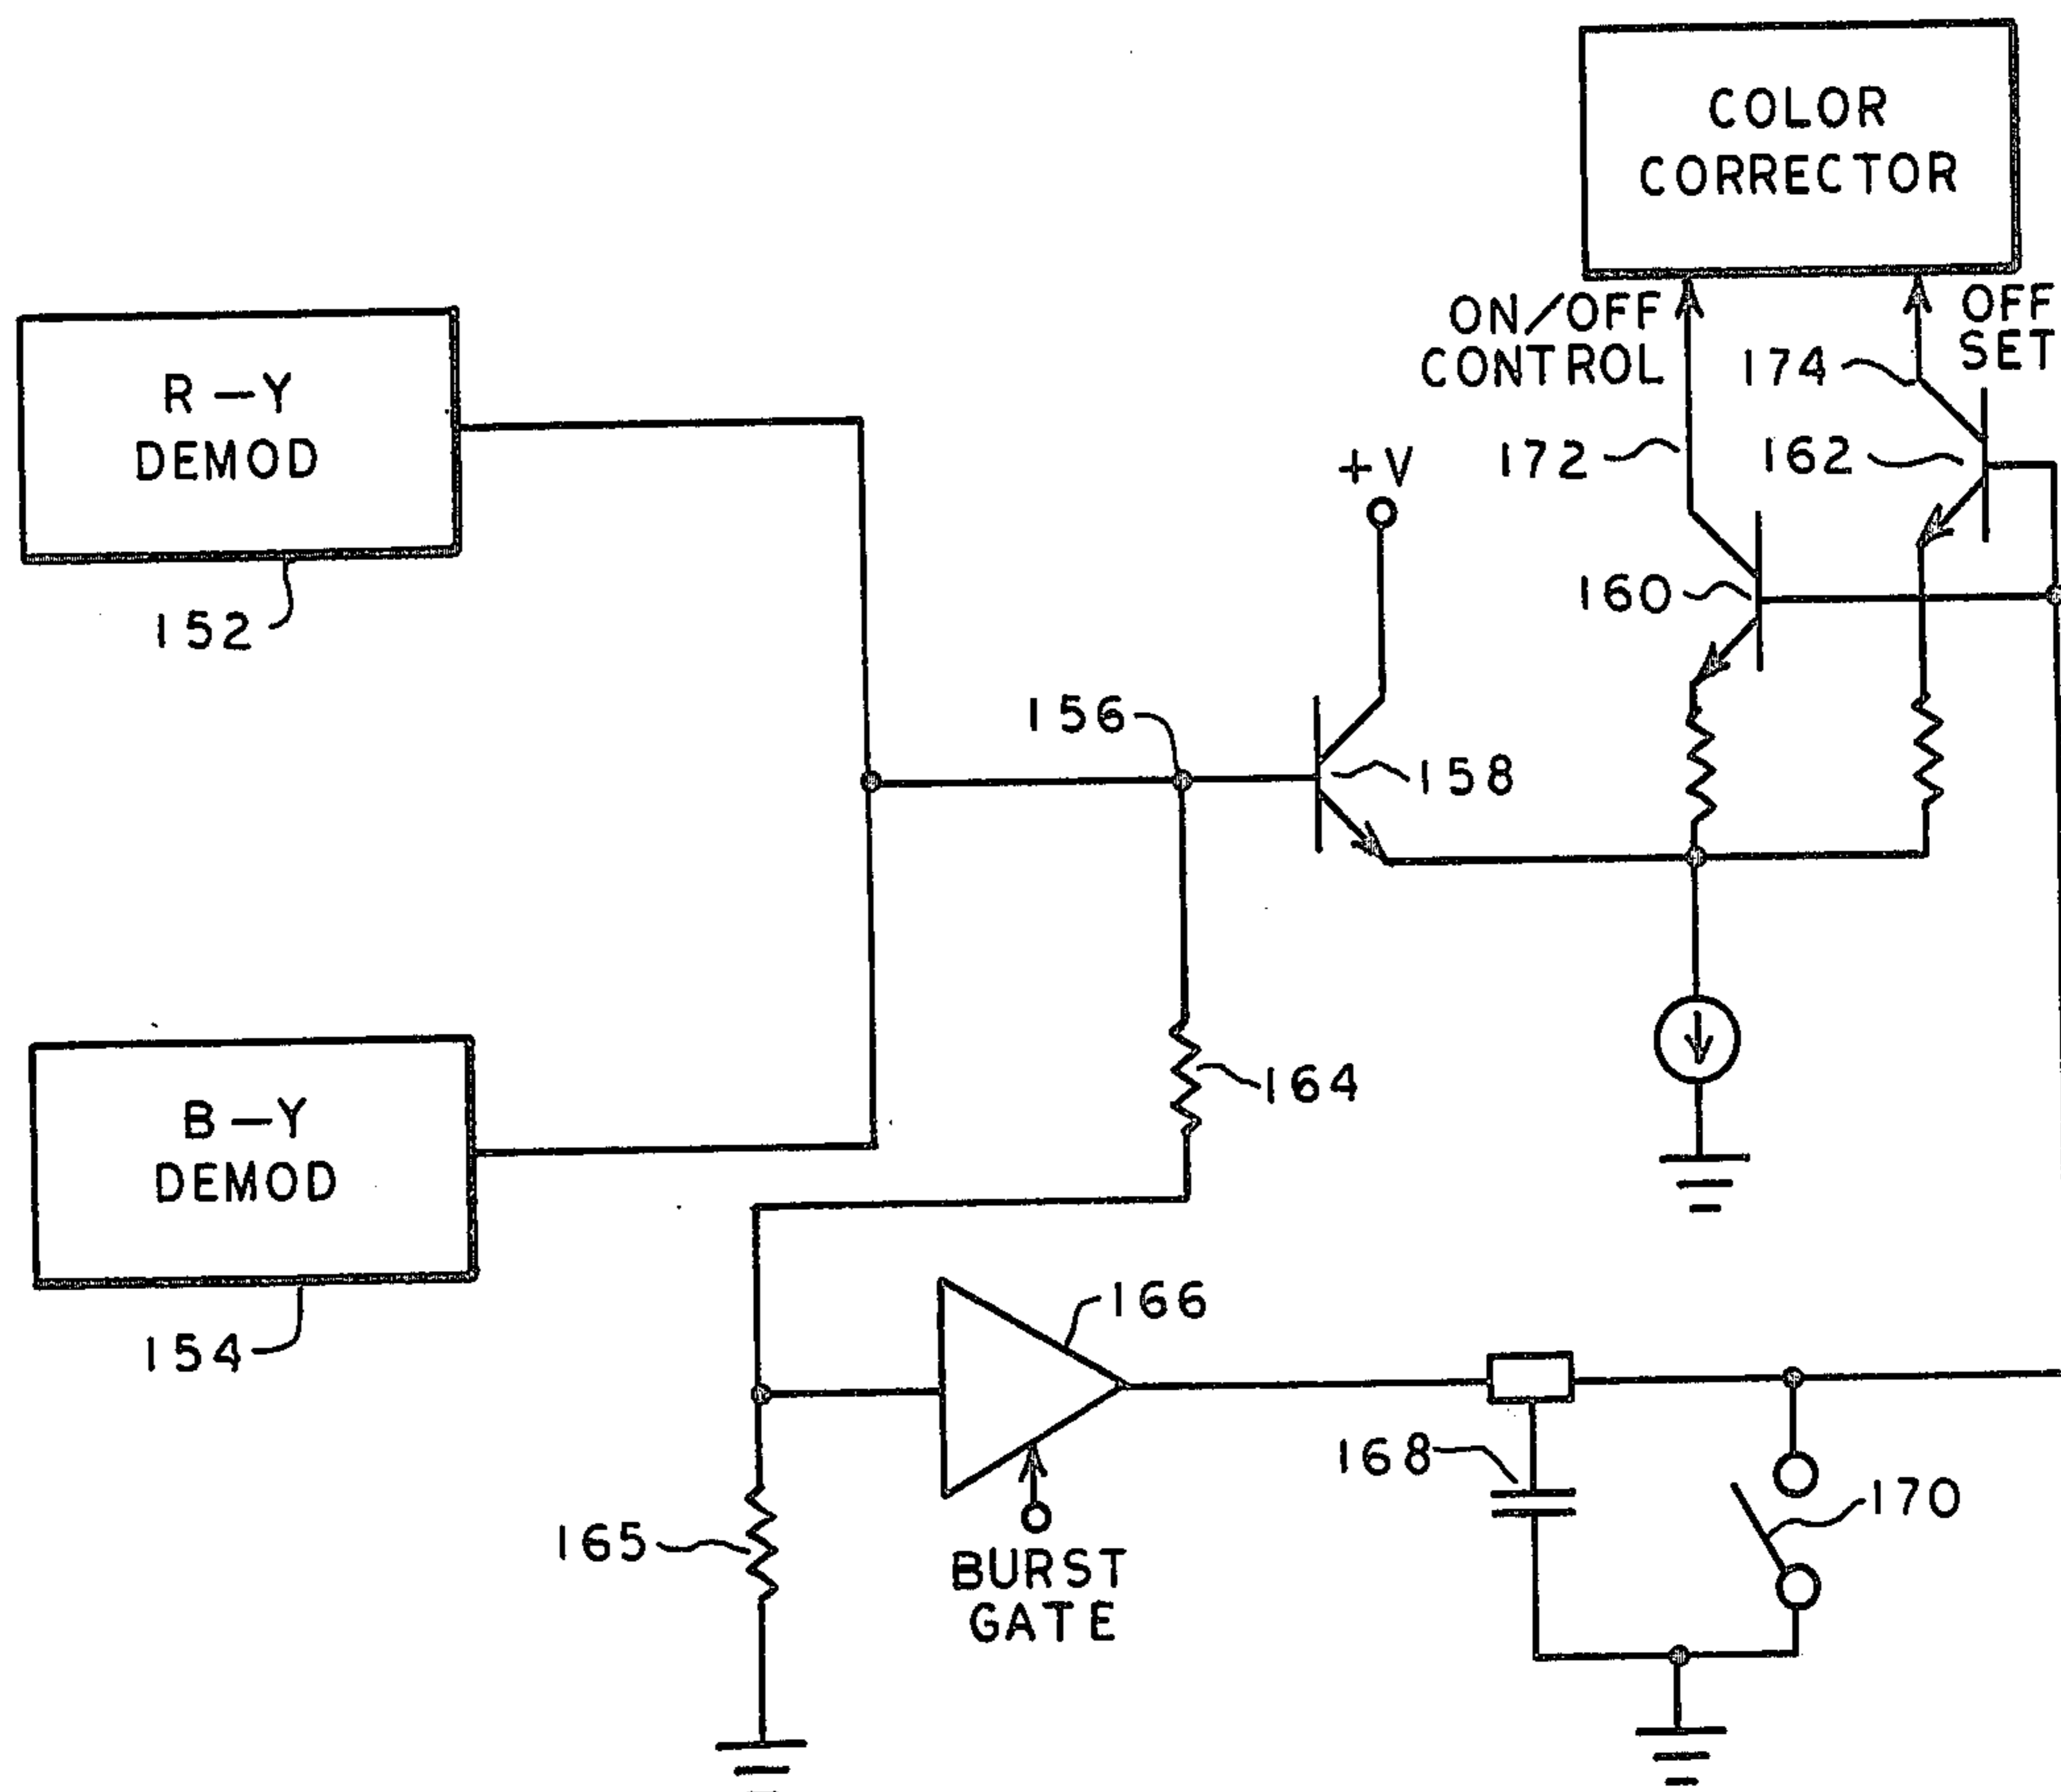 COLOR
CORRECTOR
ON/OFF
CONTROL
OFF
SET
174
R-Y
DEMOD
152
+V
172
162
160
156
158
164
B-Y
DEMOD
154
166
168
170
165
BURST
GATE